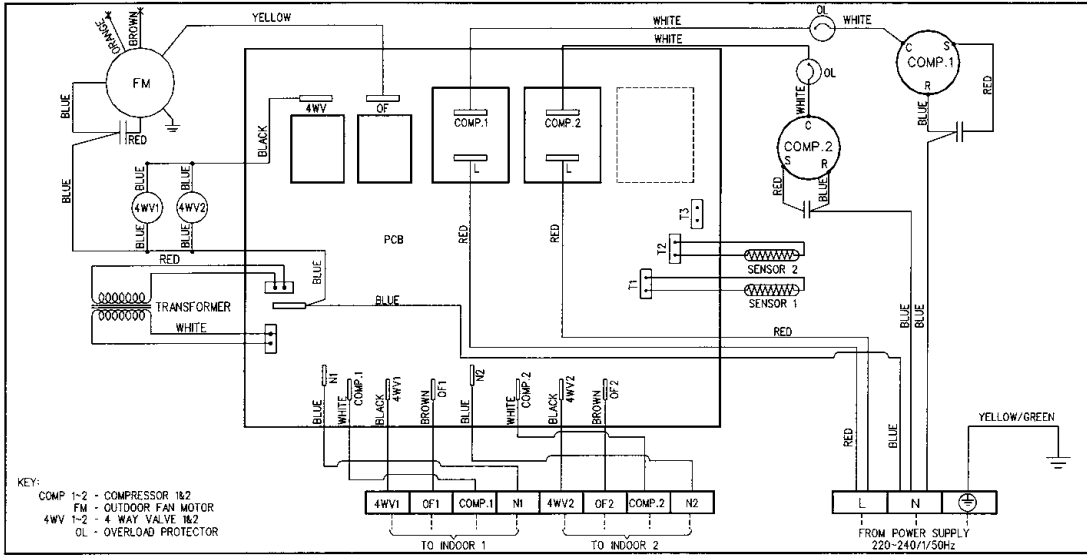 ORANGE
BROWN
YELLOW
FM
BLUE
RED
BLUE
BLACK
4WV
OF
BLUE
BLUE
4WV1
4WV2
BLUE
BLUE
RED
TRANSFORMER
WHITE
BLUE
BLUE
PCB
WHITE
WHITE
OL
WHITE
OL
WHITE
COMP.1
L
COMP.2
L
RED
RED
C
S
COMP.1
R
BLUE
RED
C
COMP.2
S
R
RED
BLUE
T3
T2
SENSOR 2
T1
SENSOR 1
RED
BLUE
BLUE
N1
COMP.1
4WV1
OF1
N2
COMP.2
4WV2
OF2
BLUE
WHITE
BLACK
BROWN
BLUE
WHITE
BLACK
BROWN
RED
BLUE
YELLOW/GREEN
4WV1 OF1 COMP.1 N1 4WV2 OF2 COMP.2 N2
TO INDOOR 1
TO INDOOR 2
L N
FROM POWER SUPPLY
220~240/1/50Hz
KEY:
COMP 1~2 - COMPRESSOR 1&2
FM - OUTDOOR FAN MOTOR
4WV 1~2 - 4 WAY VALVE 1&2
OL - OVERLOAD PROTECTOR